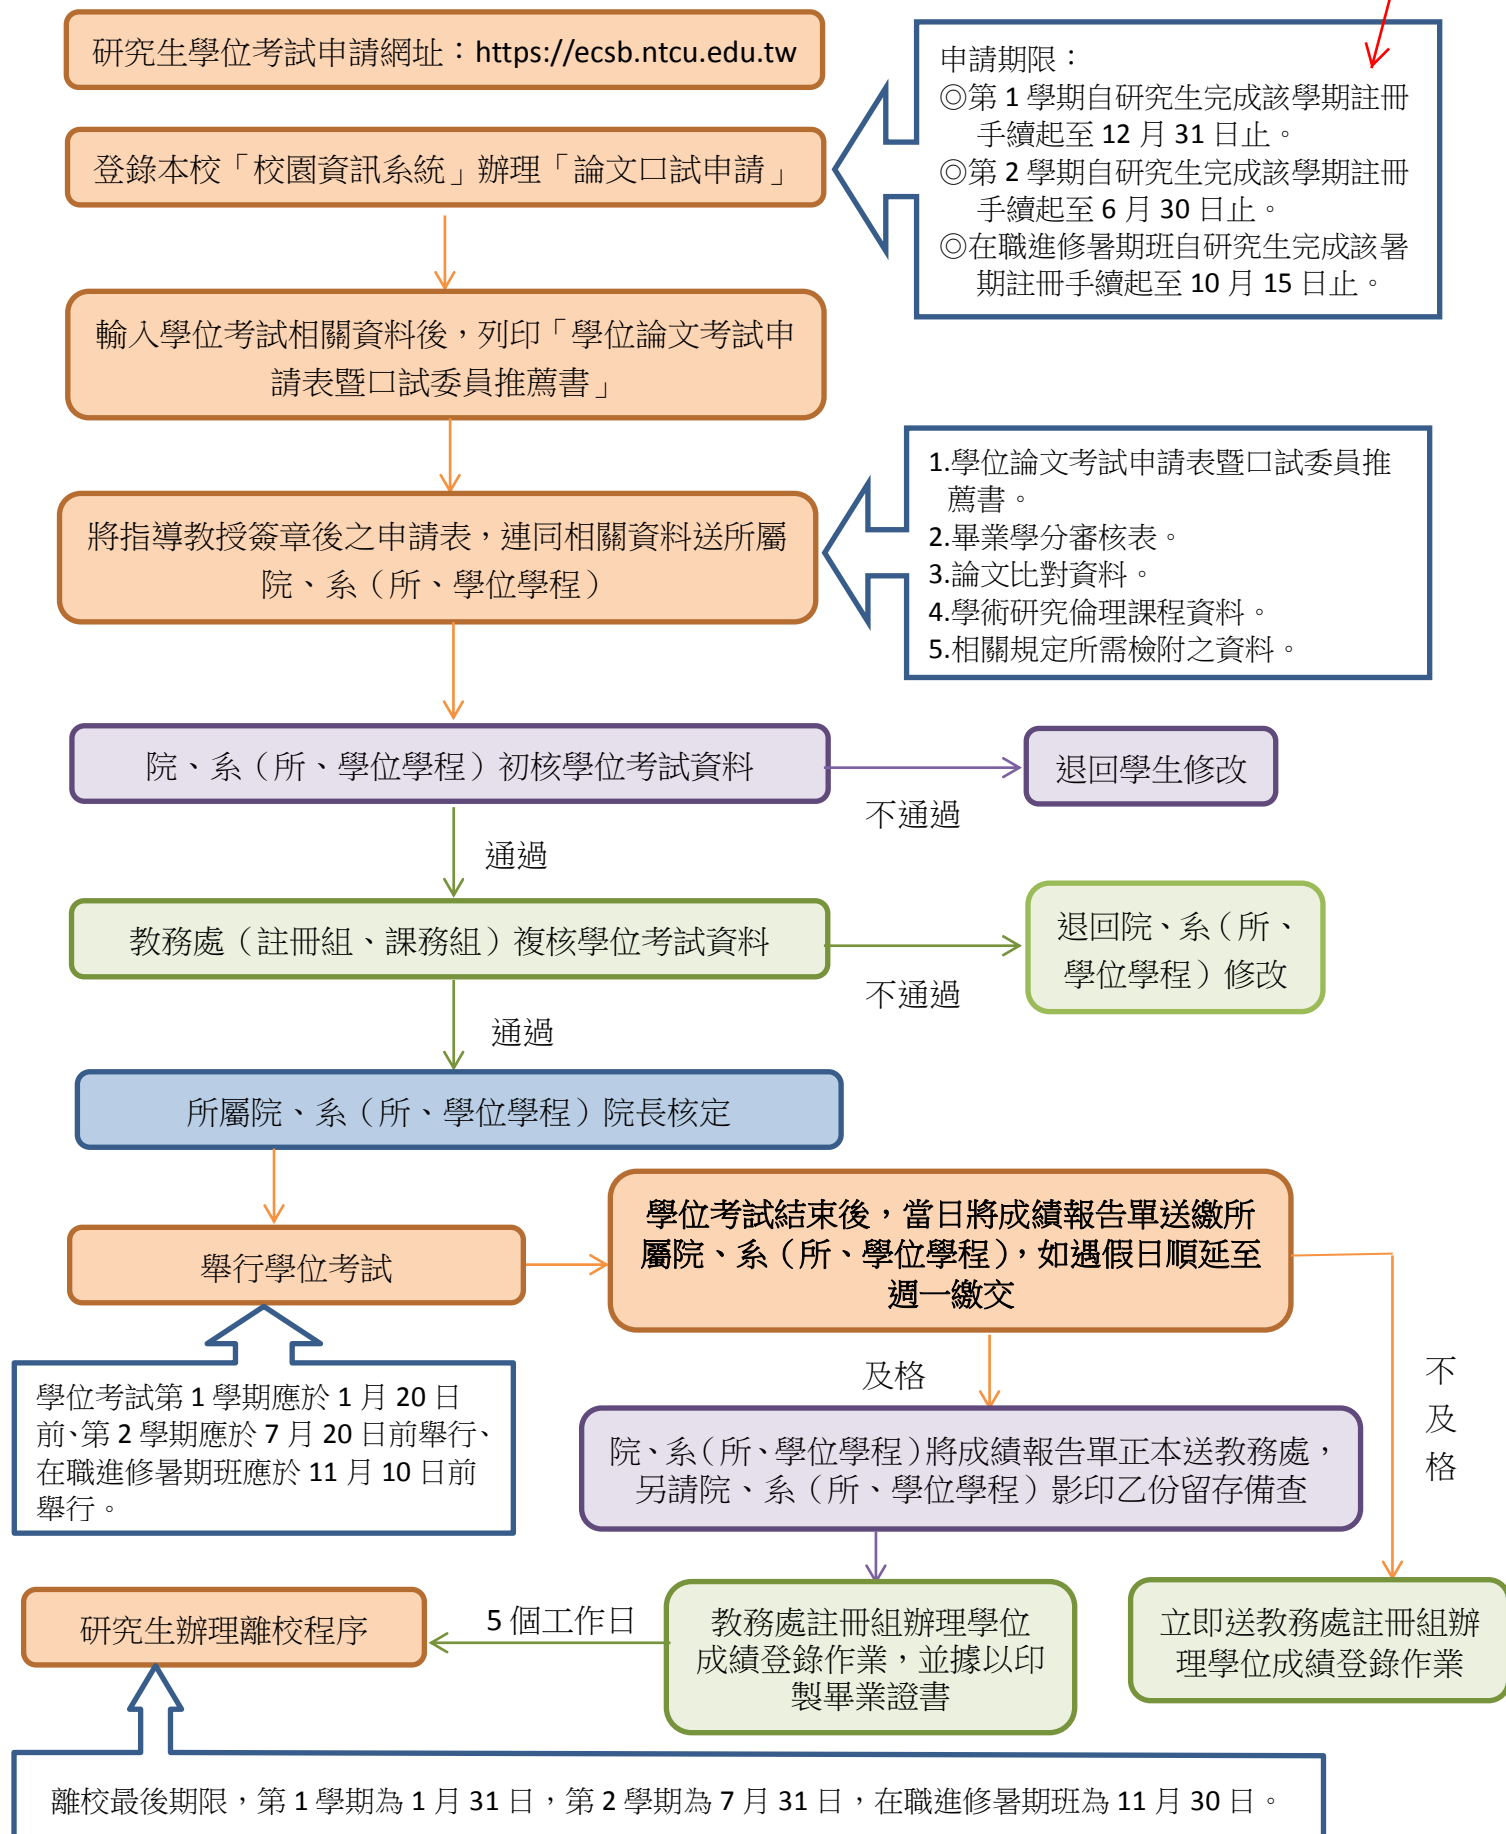 研究生學位考試申請網址：https://ecsb.ntcu.edu.tw
登錄本校「校園資訊系統」辦理「論文口試申請」
申請期限：
◎第 1 學期自研究生完成該學期註冊
手續起至 12 月 31 日止。
◎第 2 學期自研究生完成該學期註冊
手續起至 6 月 30 日止。
◎在職進修暑期班自研究生完成該暑
期註冊手續起至 10 月 15 日止。
輸入學位考試相關資料後，列印「學位論文考試申
請表暨口試委員推薦書」
將指導教授簽章後之申請表，連同相關資料送所屬
院、系（所、學位學程）
1.學位論文考試申請表暨口試委員推
薦書。
2.畢業學分審核表。
3.論文比對資料。
4.學術研究倫理課程資料。
5.相關規定所需檢附之資料。
院、系（所、學位學程）初核學位考試資料
不通過
退回學生修改
通過
教務處（註冊組、課務組）複核學位考試資料
不通過
退回院、系（所、
學位學程）修改
通過
所屬院、系（所、學位學程）院長核定
舉行學位考試
學位考試結束後，當日將成績報告單送繳所
屬院、系（所、學位學程），如遇假日順延至
週一繳交
學位考試第 1 學期應於 1 月 20 日
前、第 2 學期應於 7 月 20 日前舉行、
在職進修暑期班應於 11 月 10 日前
舉行。
及格
不
及
格
院、系（所、學位學程）將成績報告單正本送教務處，
另請院、系（所、學位學程）影印乙份留存備查
研究生辦理離校程序
5 個工作日
教務處註冊組辦理學位
成績登錄作業，並據以印
製畢業證書
立即送教務處註冊組辦
理學位成績登錄作業
離校最後期限，第 1 學期為 1 月 31 日，第 2 學期為 7 月 31 日，在職進修暑期班為 11 月 30 日。